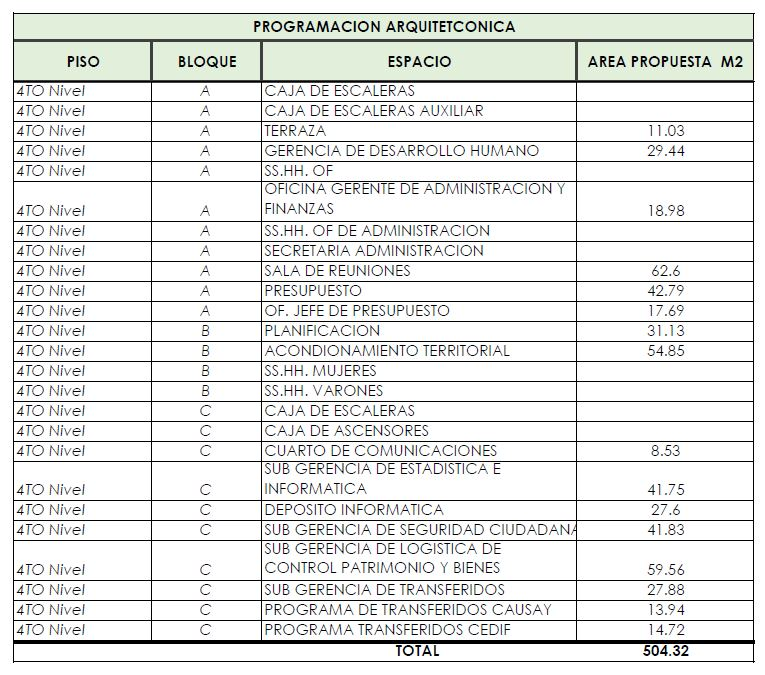 PROGRAMACION ARQUITETCONICA
PISO BLOQUE ESPACIO AREA PROPUESTA M2
4TO Nivel A CAJA DE ESCALERAS
4TO Nivel A CAJA DE ESCALERAS AUXILIAR
4TO Nivel A TERRAZA 11.03
4TO Nivel A GERENCIA DE DESARROLLO HUMANO 29.44
4TO Nivel A SS.HH. OF
OFICINA GERENTE DE ADMINISTRACION Y
4TO Nivel A FINANZAS 18.98
4TO Nivel A SS.HH. OF DE ADMINISTRACION
4TO Nivel A SECRETARIA ADMINISTRACION
4TO Nivel A SALA DE REUNIONES 62.6
4TO Nivel A PRESUPUESTO 42.79
4TO Nivel A OF. JEFE DE PRESUPUESTO 17.69
4TO Nivel B PLANIFICACION 31.13
4TO Nivel B ACONDIONAMIENTO TERRITORIAL 54.85
4TO Nivel B SS.HH. MUJERES
4TO Nivel B SS.HH. VARONES
4TO Nivel C CAJA DE ESCALERAS
4TO Nivel C CAJA DE ASCENSORES
4TO Nivel C CUARTO DE COMUNICACIONES 8.53
SUB GERENCIA DE ESTADISTICA E
4TO Nivel C INFORMATICA 41.75
4TO Nivel C DEPOSITO INFORMATICA 27.6
4TO Nivel C SUB GERENCIA DE SEGURIDAD CIUDADANA 41.83
SUB GERENCIA DE LOGISTICA DE
4TO Nivel C CONTROL PATRIMONIO Y BIENES 59.56
4TO Nivel C SUB GERENCIA DE TRANSFERIDOS 27.88
4TO Nivel C PROGRAMA DE TRANSFERIDOS CAUSAY 13.94
4TO Nivel C PROGRAMA TRANSFERIDOS CEDIF 14.72
TOTAL 504.32